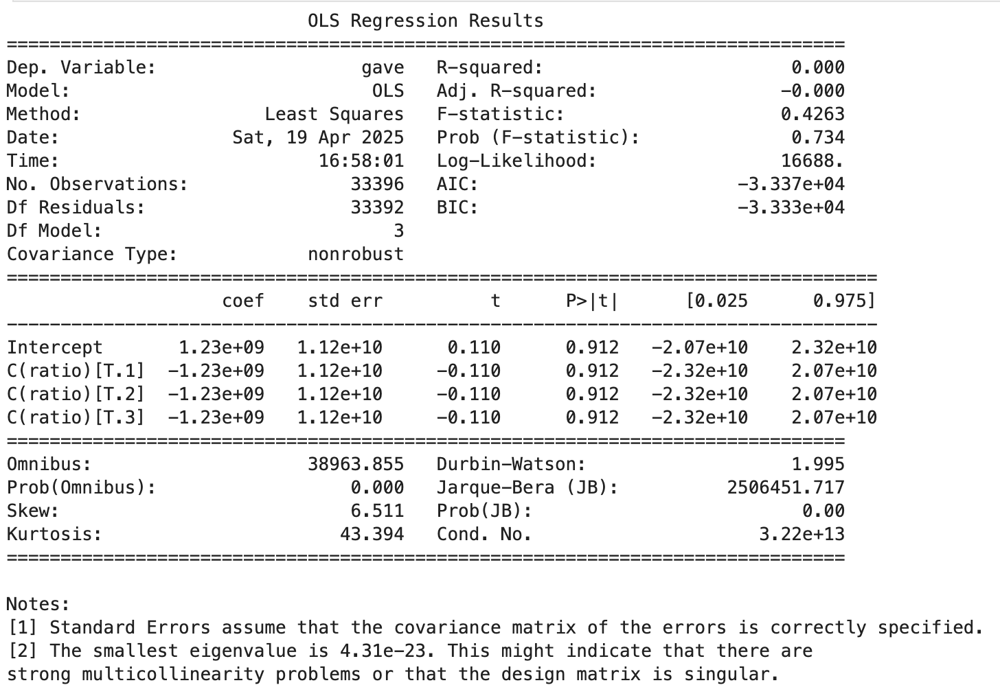 OLS Regression Results
==============================================================================
Dep. Variable:                   gave   R-squared:                       0.000
Model:                            OLS   Adj. R-squared:                 -0.000
Method:                 Least Squares   F-statistic:                    0.4263
Date:                Sat, 19 Apr 2025   Prob (F-statistic):              0.734
Time:                        16:58:01   Log-Likelihood:                 16688.
No. Observations:               33396   AIC:                        -3.337e+04
Df Residuals:                   33392   BIC:                        -3.333e+04
Df Model:                           3
Covariance Type:            nonrobust
=================================================================================
                    coef    std err          t      P>|t|      [0.025      0.975]
---------------------------------------------------------------------------------
Intercept       1.23e+09   1.12e+10      0.110      0.912   -2.07e+10    2.32e+10
C(ratio)[T.1]  -1.23e+09   1.12e+10     -0.110      0.912   -2.32e+10    2.07e+10
C(ratio)[T.2]  -1.23e+09   1.12e+10     -0.110      0.912   -2.32e+10    2.07e+10
C(ratio)[T.3]  -1.23e+09   1.12e+10     -0.110      0.912   -2.32e+10    2.07e+10
==============================================================================
Omnibus:                    38963.855   Durbin-Watson:                   1.995
Prob(Omnibus):                  0.000   Jarque-Bera (JB):          2506451.717
Skew:                           6.511   Prob(JB):                         0.00
Kurtosis:                      43.394   Cond. No.                     3.22e+13
==============================================================================
Notes:
[1] Standard Errors assume that the covariance matrix of the errors is correctly specified.
[2] The smallest eigenvalue is 4.31e-23. This might indicate that there are
strong multicollinearity problems or that the design matrix is singular.